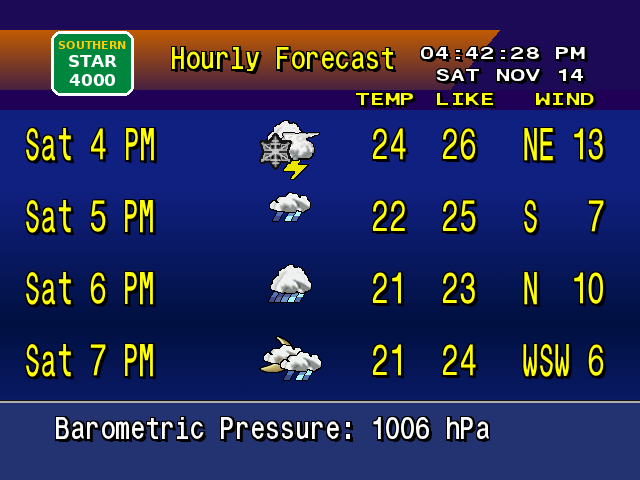 SOUTHERN
STAR
4000
Hourly Forecast
04:42:28 PM
SAT NOV 14
TEMP LIKE WIND
Sat 4 PM 24 26 NE 13
Sat 5 PM 22 25 S 7
Sat 6 PM 21 23 N 10
Sat 7 PM 21 24 WSW 6
Barometric Pressure: 1006 hPa